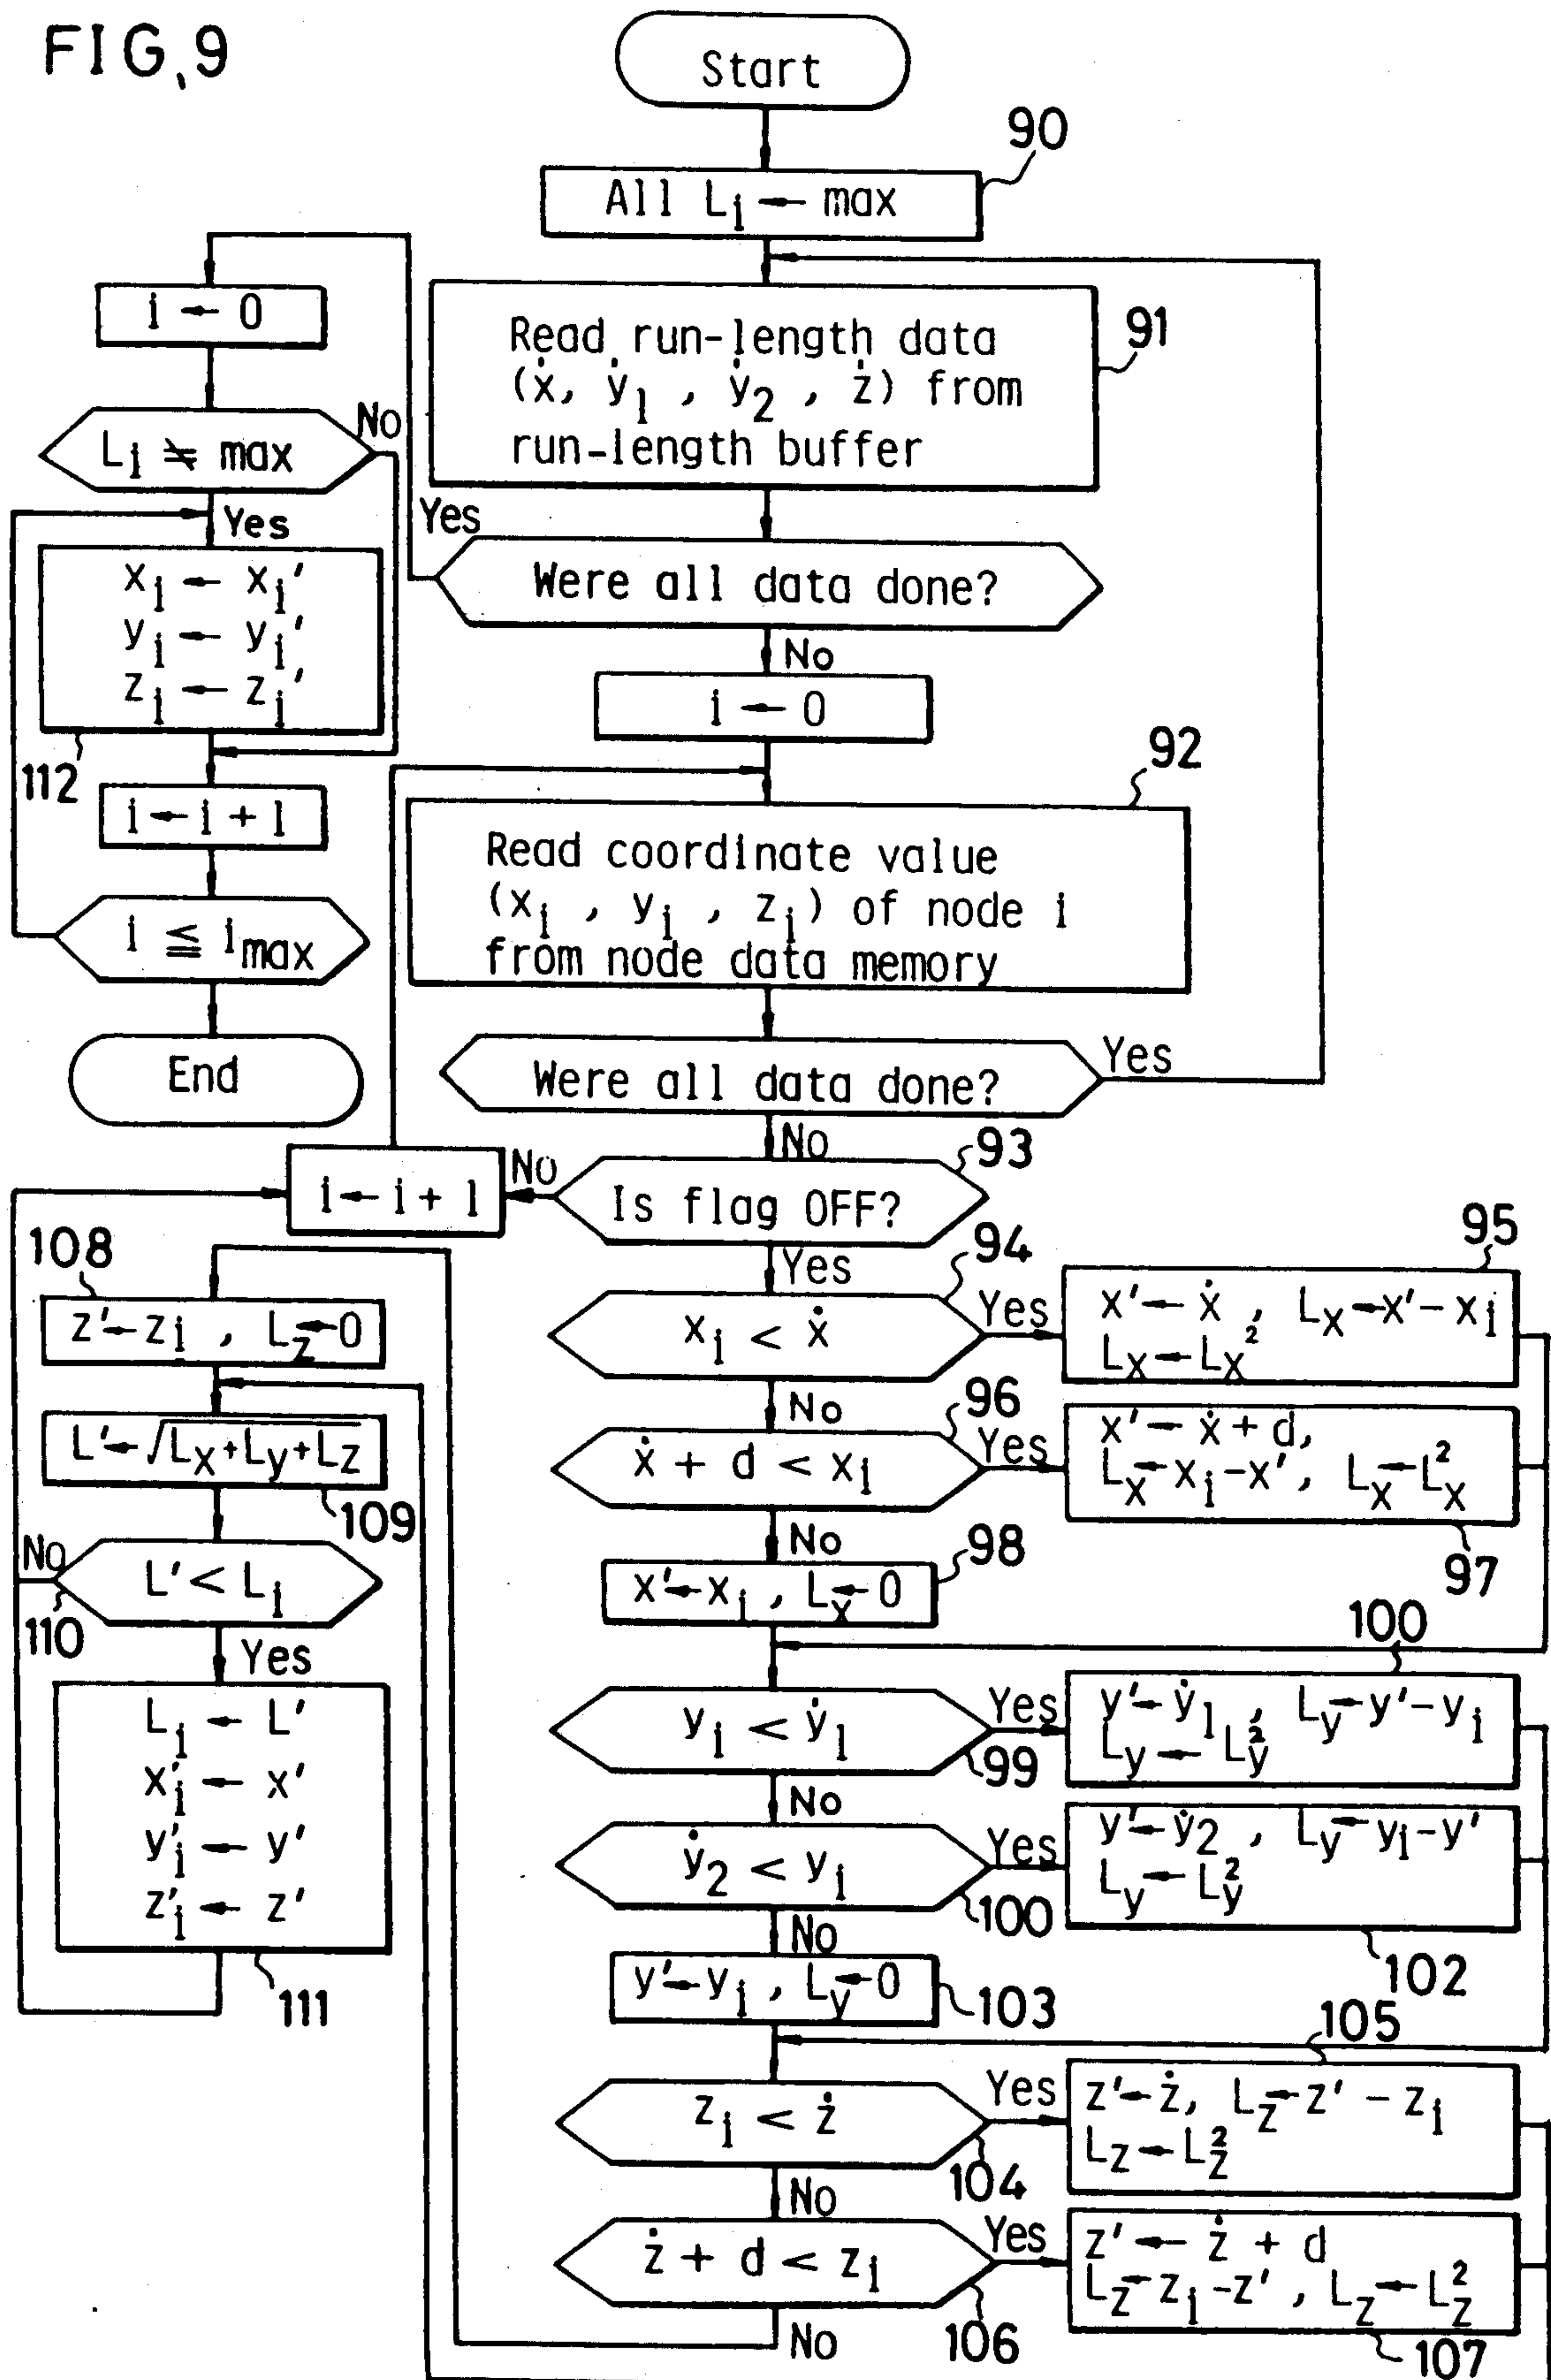 FIG,9
Start
90
All Lᵢ ← max
i ← 0
91
Read run-length data
(ẋ, ẏ₁ , ẏ₂ , ż) from
run-length buffer
Lᵢ ≠ max
No
Yes
Yes
Were all data done?
No
xᵢ ← xᵢ'
yᵢ ← yᵢ'
zᵢ ← zᵢ'
112
i ← 0
92
i ← i + 1
Read coordinate value
(xᵢ , yᵢ , zᵢ) of node i
from node data memory
i ≦ imax
End
Were all data done?
Yes
No
93
i ← i + 1
No
Is flag OFF?
Yes
94
xᵢ < ẋ
Yes
95
x' ← ẋ, Lx ← x' - xᵢ
Lx ← Lx²
No
96
ẋ + d < xᵢ
Yes
x' ← ẋ + d,
Lx ← xᵢ - x', Lx ← Lx²
97
No
98
x' ← xᵢ , Lx ← 0
yᵢ < ẏ₁
99
Yes
100
y' ← ẏ₁, Ly ← y' - yᵢ
Ly ← Ly²
No
ẏ₂ < yᵢ
100
Yes
y' ← ẏ₂, Ly ← yᵢ - y'
Ly ← Ly²
102
No
y' ← yᵢ , Ly ← 0
103
zᵢ < ż
104
Yes
105
z' ← ż, Lz ← z' - zᵢ
Lz ← Lz²
No
ż + d < zᵢ
106
Yes
z' ← ż + d
Lz ← zᵢ - z' , Lz ← Lz²
107
No
108
z' ← zᵢ , Lz ← 0
L' ← √Lx+Ly+Lz
109
L' < Lᵢ
110
No
Yes
Lᵢ ← L'
x'ᵢ ← x'
y'ᵢ ← y'
z'ᵢ ← z'
111